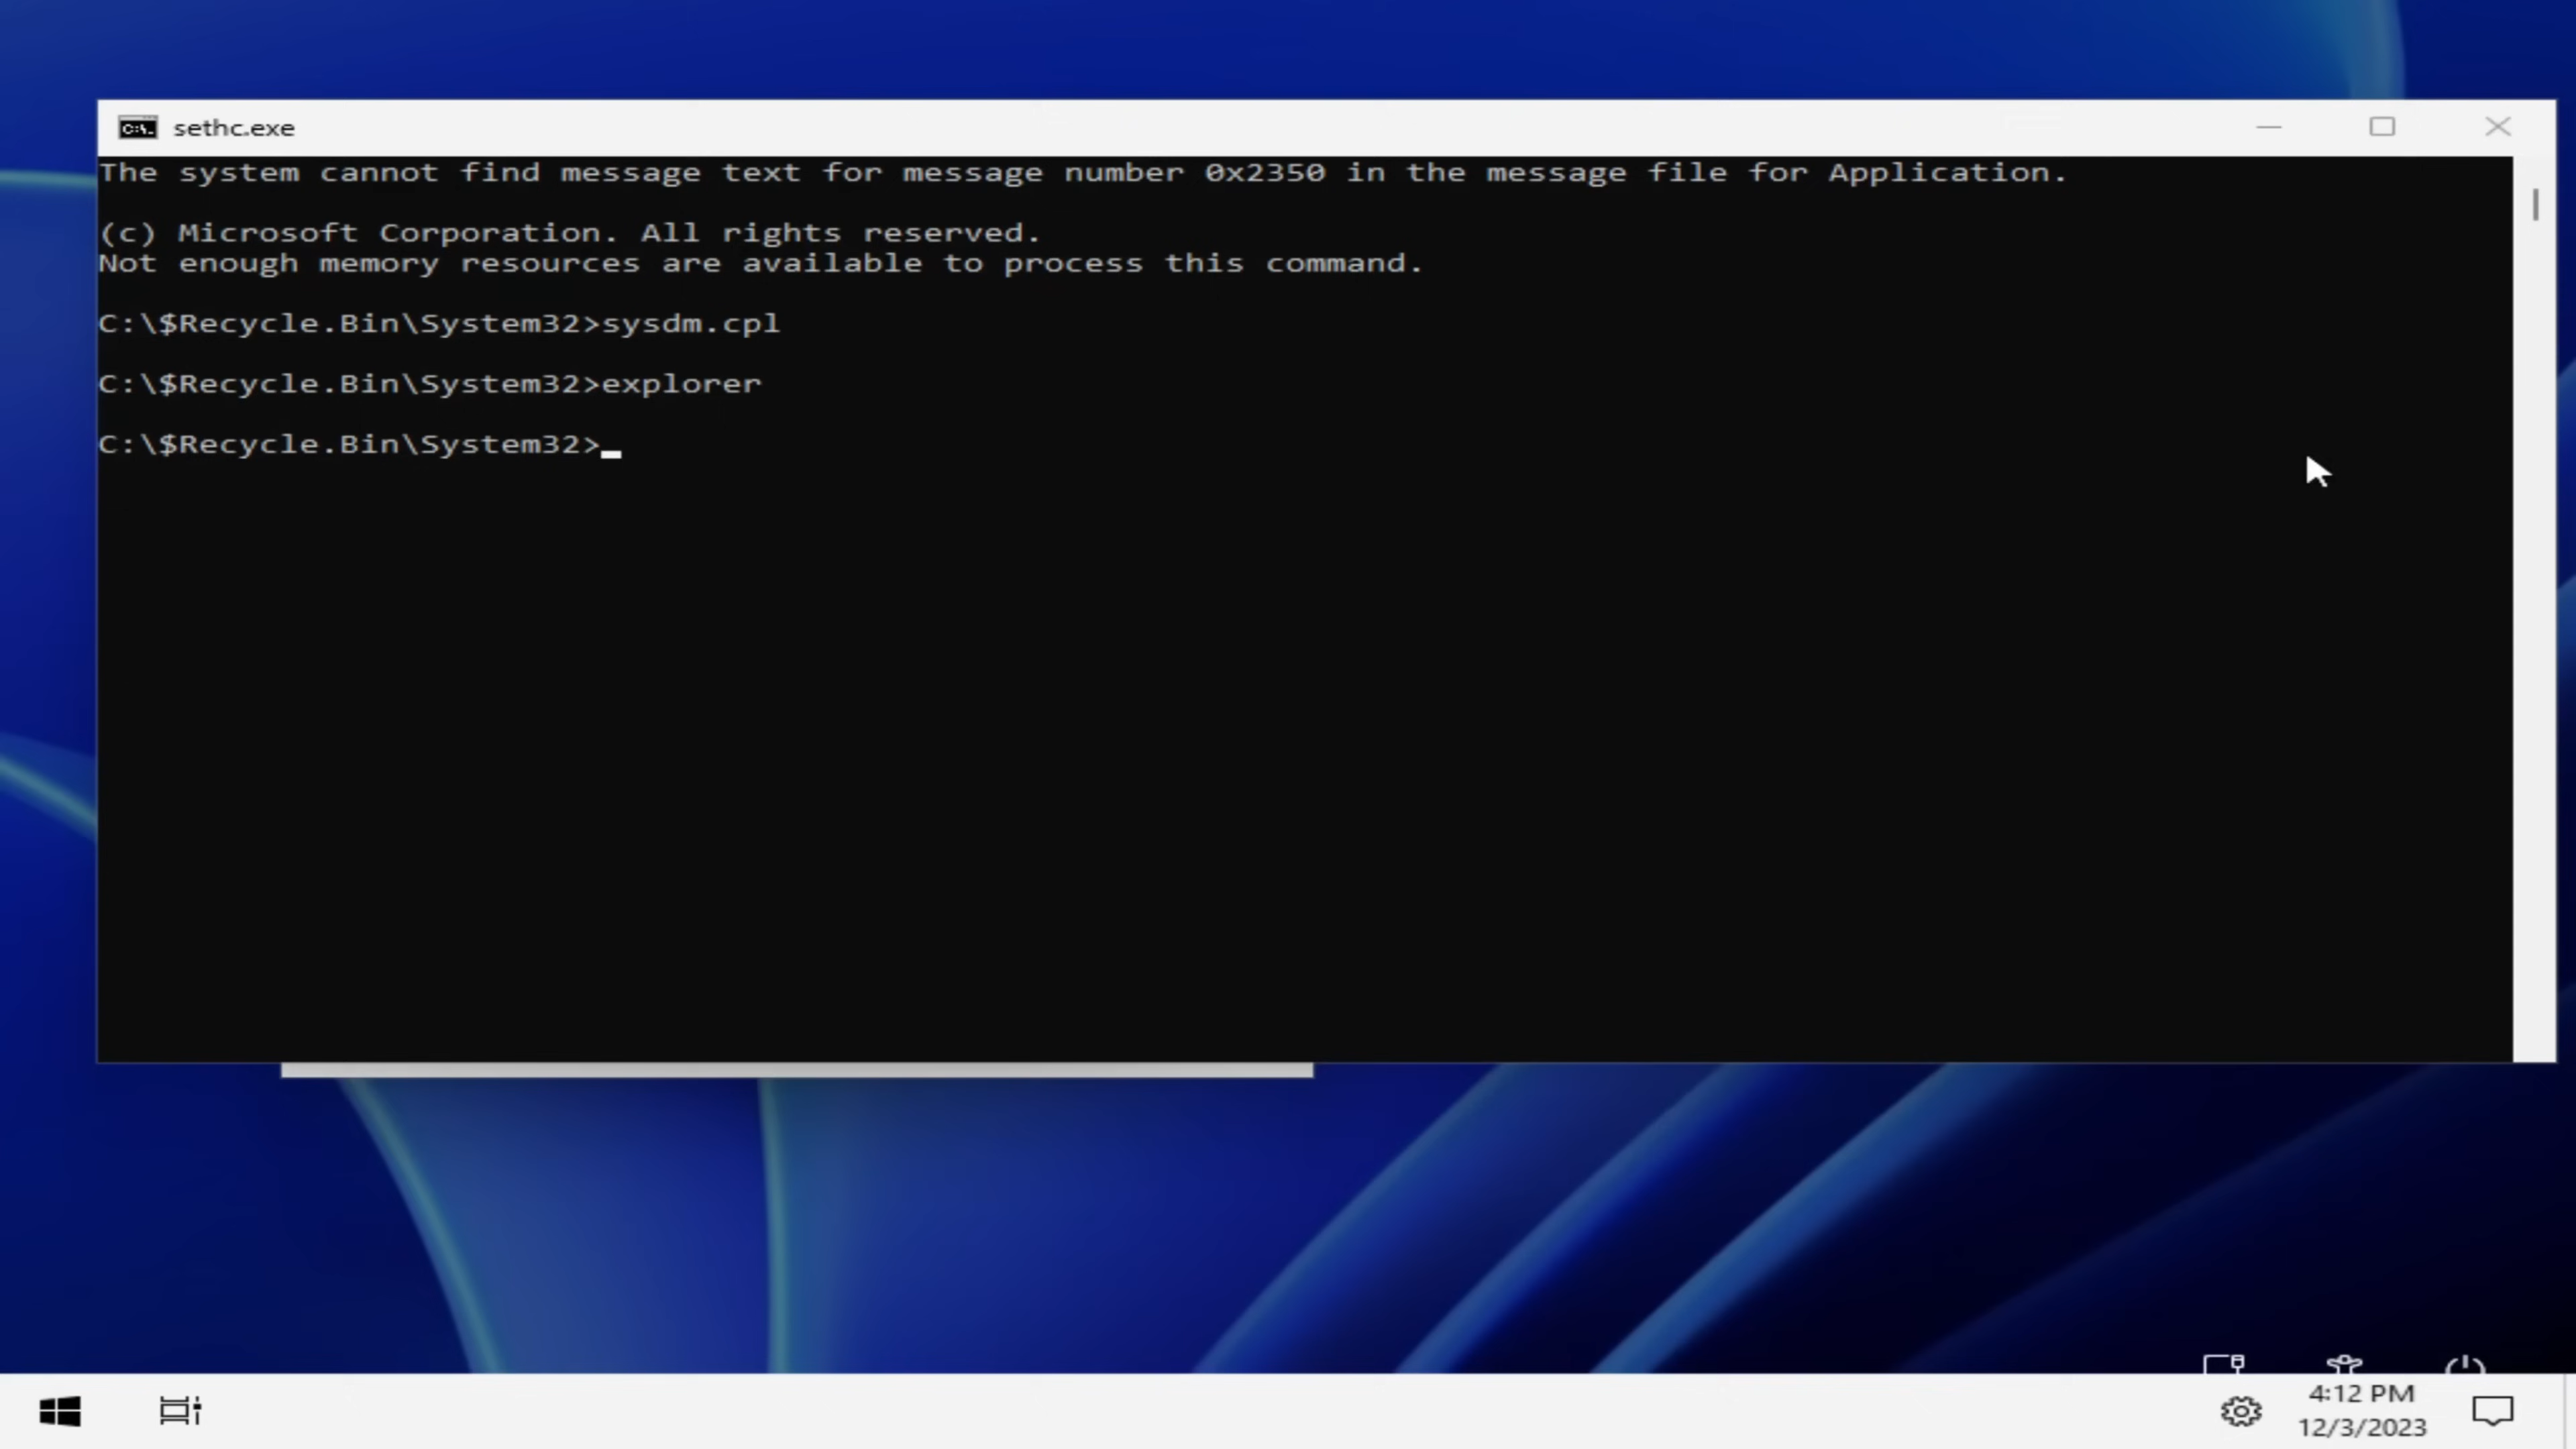 sethc.exe
The system cannot find message text for message number 0x2350 in the message file for Application.
(c) Microsoft Corporation. All rights reserved.
Not enough memory resources are available to process this command.
C:\$Recycle.Bin\System32>sysdm.cpl
C:\$Recycle.Bin\System32>explorer
C:\$Recycle.Bin\System32>
4:12 PM
12/3/2023